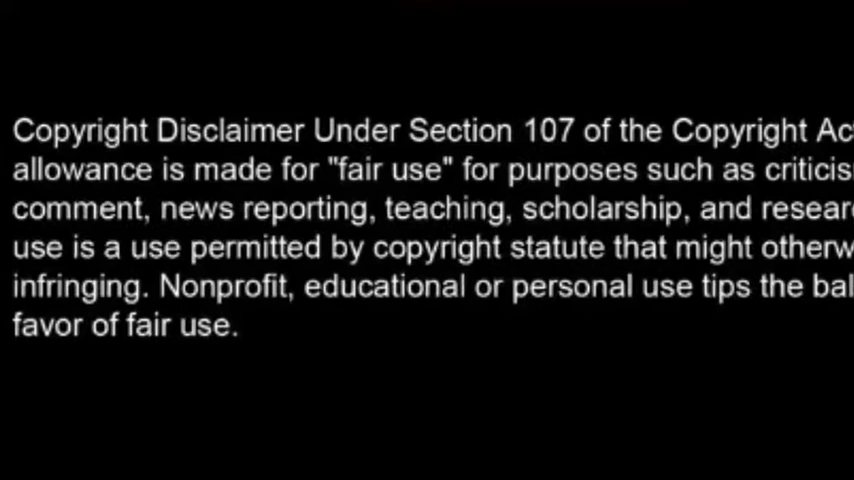 Copyright Disclaimer Under Section 107 of the Copyright
allowance is made for "fair use" for purposes such as
comment, news reporting, teaching, scholarship, and
use is a use permitted by copyright statute that might
infringing. Nonprofit, educational or personal use tips the
favor of fair use.